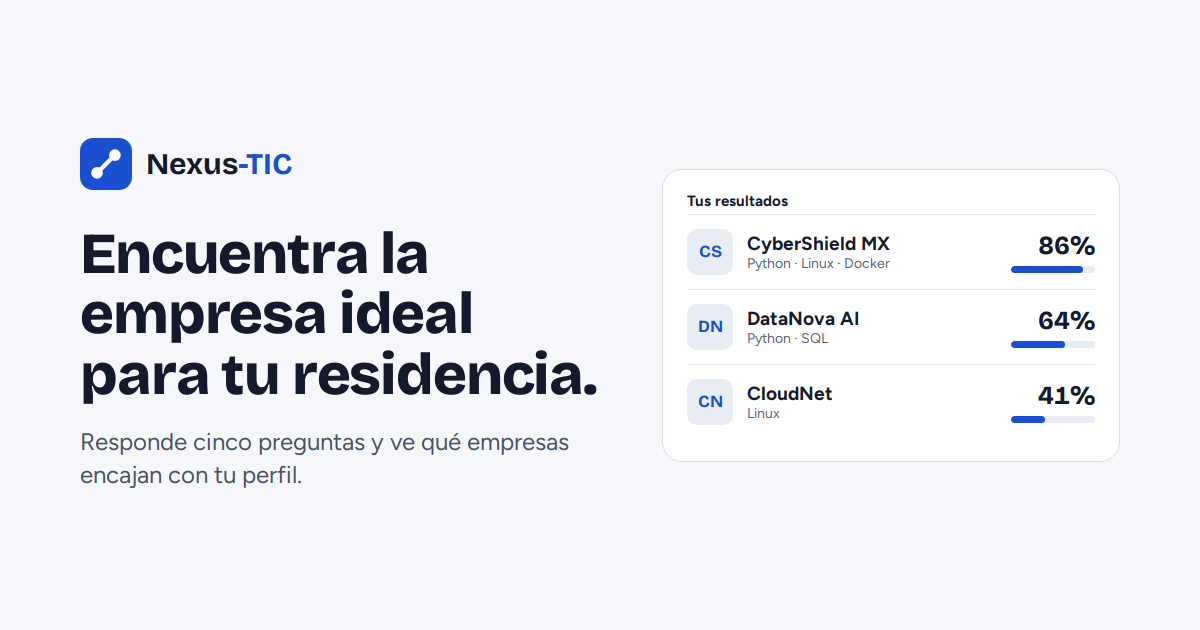 Nexus-TIC
Encuentra la
empresa ideal
para tu residencia.
Responde cinco preguntas y ve qué empresas
encajan con tu perfil.
Tus resultados
CS
CyberShield MX
Python · Linux · Docker
86%
DN
DataNova AI
Python · SQL
64%
CN
CloudNet
Linux
41%